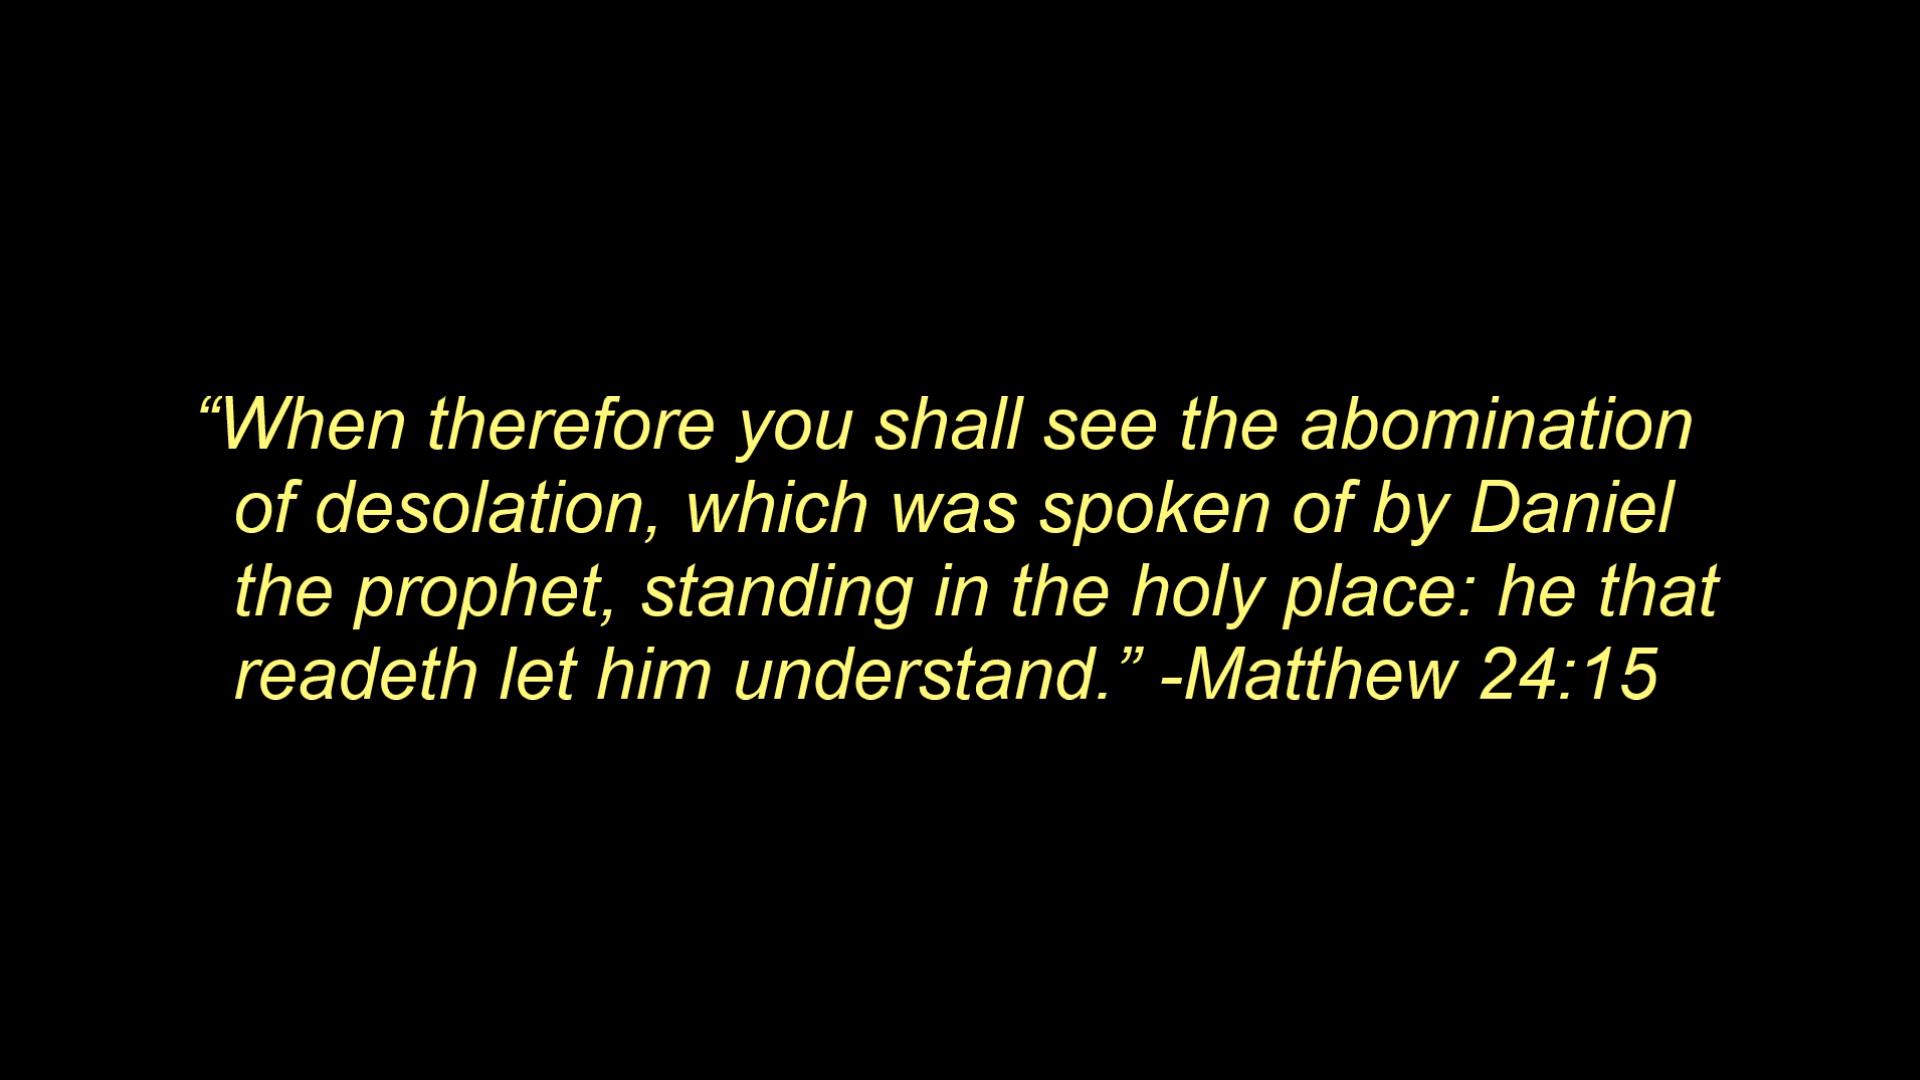 “When therefore you shall see the abomination
of desolation, which was spoken of by Daniel
the prophet, standing in the holy place: he that
readeth let him understand.” -Matthew 24:15